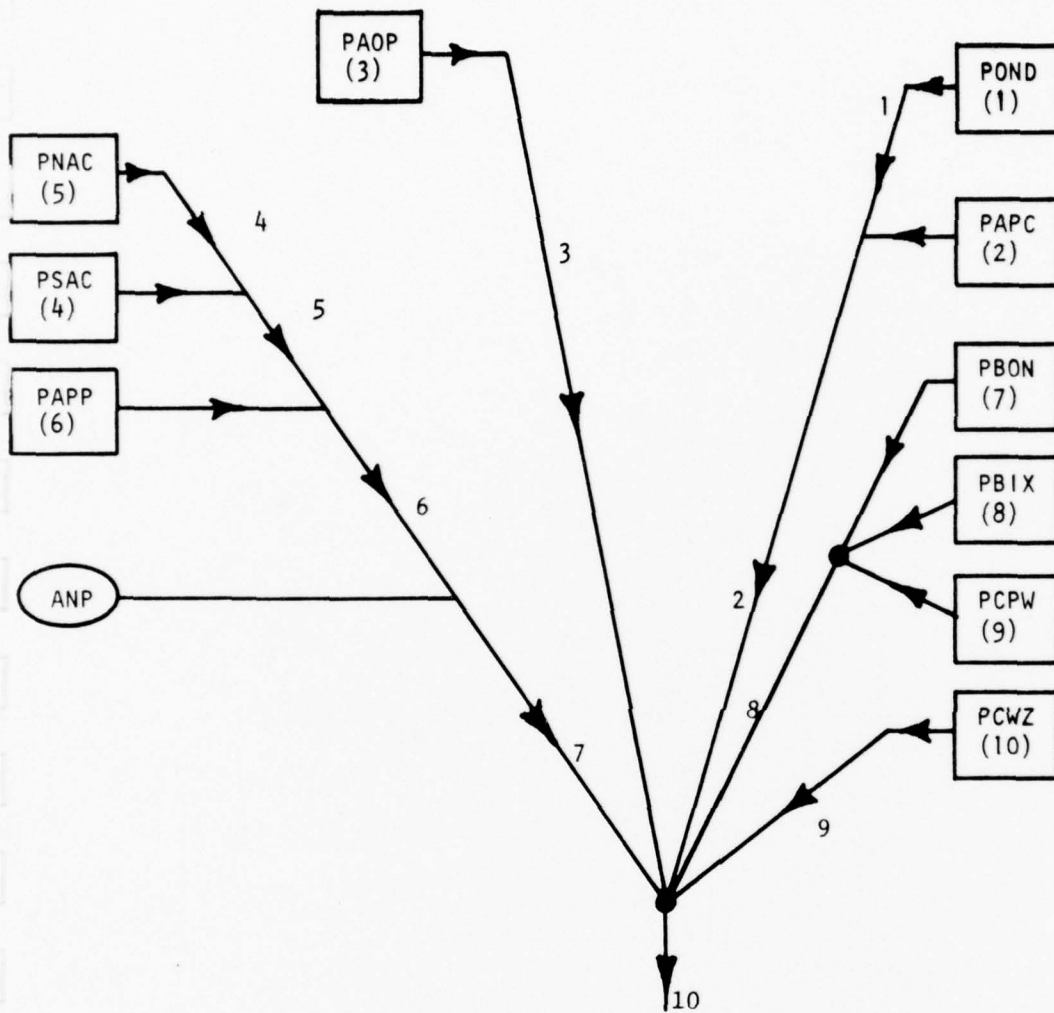 PAOP
(3)
POND
(1)
1
PNAC
(5)
PAPC
(2)
4
3
PSAC
(4)
5
PBON
(7)
PAPP
(6)
PBIX
(8)
6
ANP
2
PCPW
(9)
8
PCWZ
(10)
7
9
10